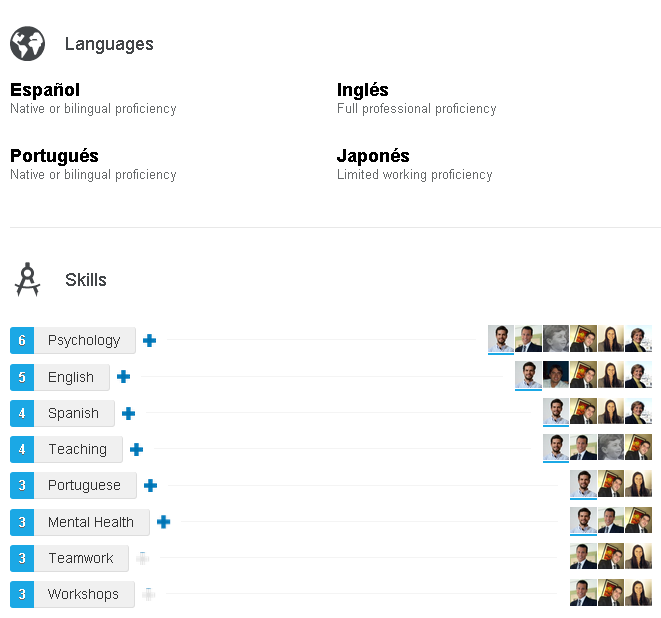 Languages
Español
Native or bilingual proficiency
Inglés
Full professional proficiency
Portugués
Native or bilingual proficiency
Japonés
Limited working proficiency
Skills
6 Psychology
5 English
4 Spanish
4 Teaching
3 Portuguese
3 Mental Health
3 Teamwork
3 Workshops